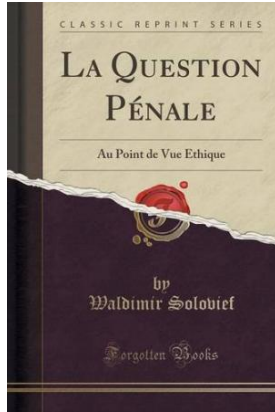 CLASSIC REPRINT SERIES
LA QUESTION
PÉNALE
Au Point de Vue Ethique
by
Waldimir Solovief
Forgotten Books